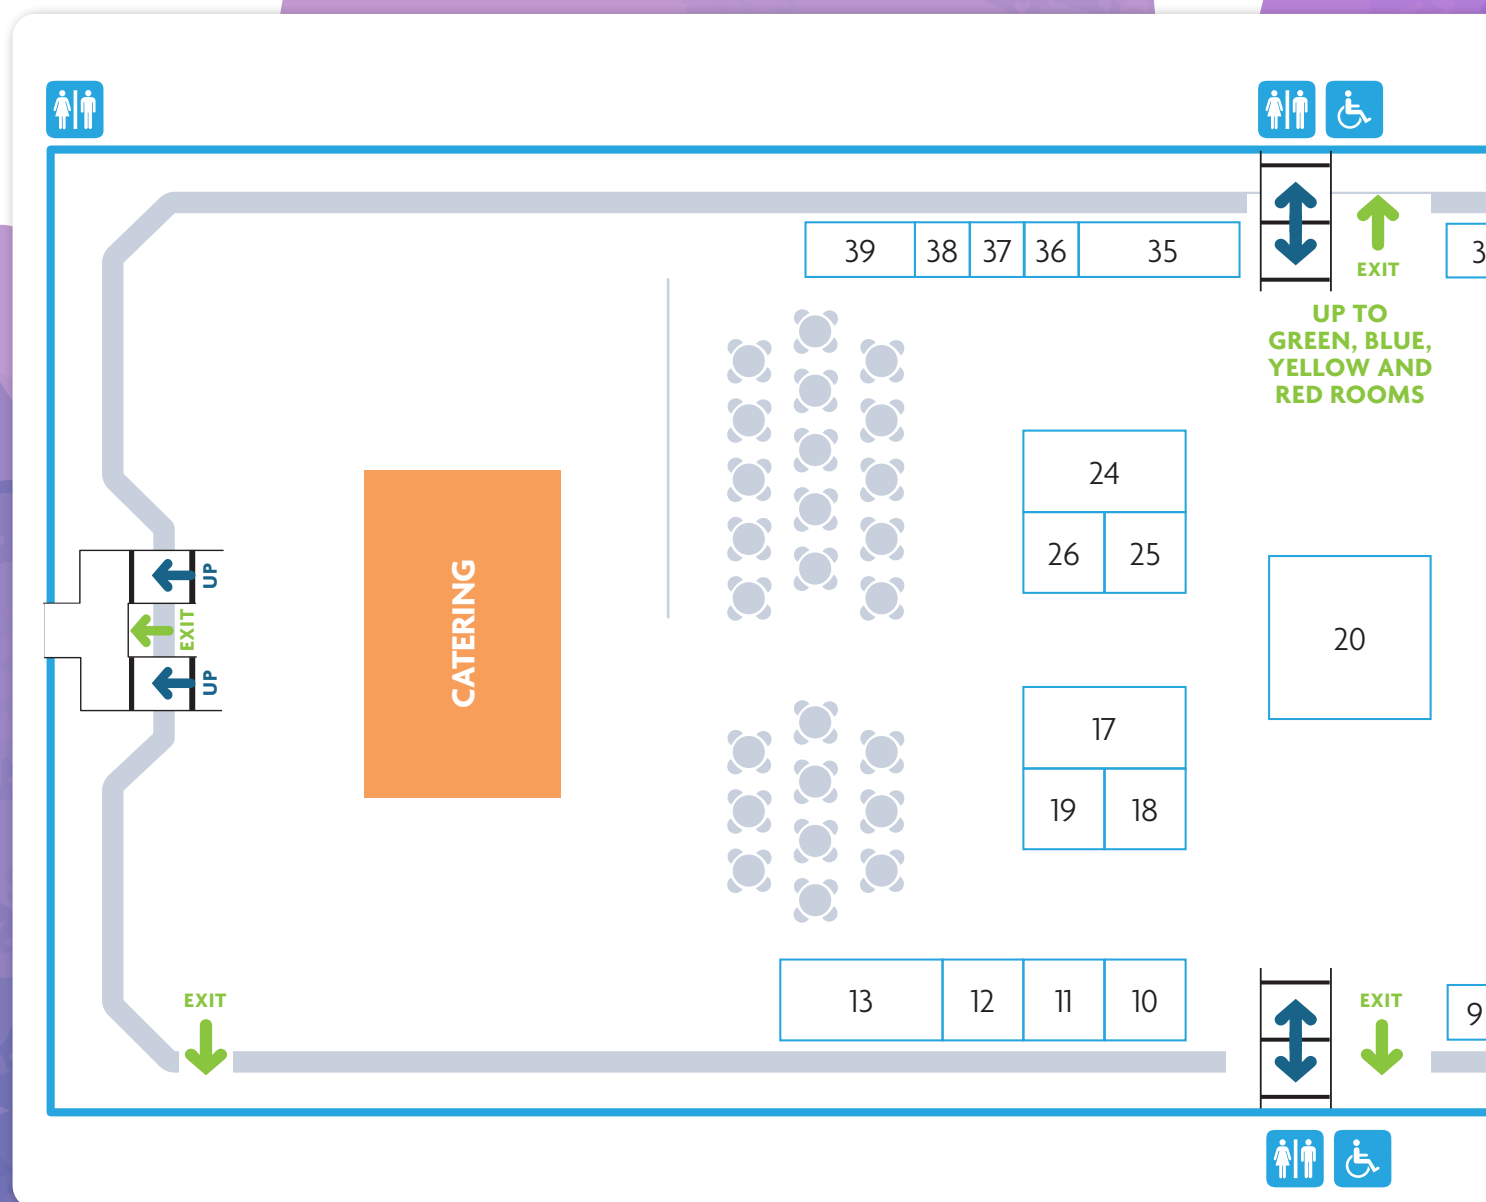 39 38 37 36 35
EXIT
UP TO
GREEN, BLUE,
YELLOW AND
RED ROOMS
24
26 25
20
UP
EXIT
UP
CATERING
17
19 18
13 12 11 10
EXIT
EXIT
9